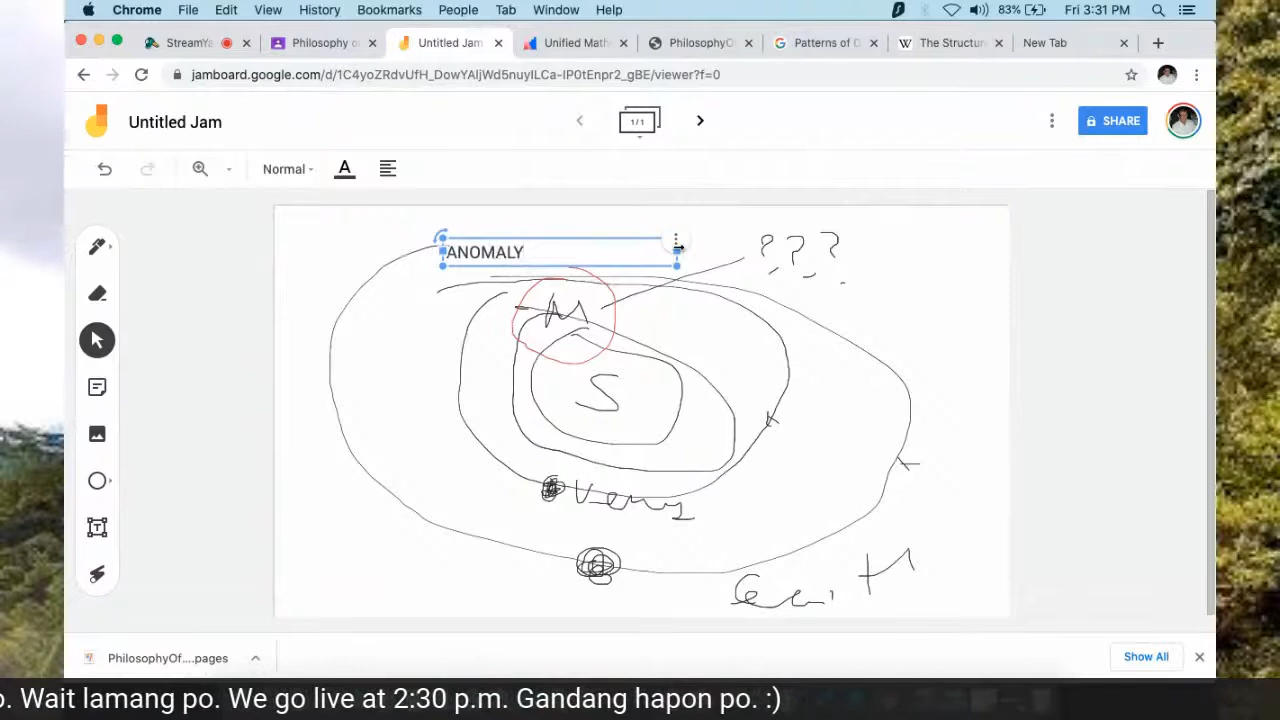 Chrome File Edit View History Bookmarks People Tab Window Help 83% Fri 3:31 PM
StreamYa Philosophy o Untitled Jam Unified Math PhilosophyO Patterns of D The Structur New Tab
jamboard.google.com/d/1C4yoZRdvUfH_DowYAljWd5nuyILCa-IP0tEnpr2_gBE/viewer?f=0
Untitled Jam 1/1 SHARE
Normal A
ANOMALY
???
M
S
Venus
PhilosophyOf....pages Show All
o. Wait lamang po. We go live at 2:30 p.m. Gandang hapon po. :)